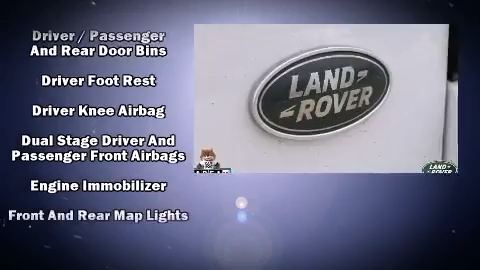 Driver / Passenger
And Rear Door Bins
Driver Foot Rest
Driver Knee Airbag
Dual Stage Driver And
Passenger Front Airbags
Engine Immobilizer
Front And Rear Map Lights
LAND
ROVER
LAND
ROVER